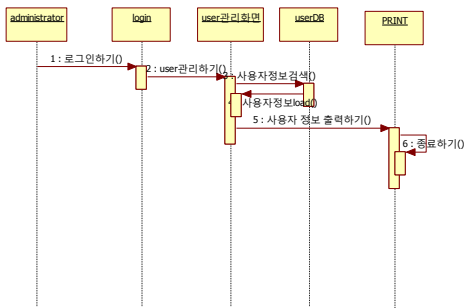 administrator
login
user관리화면
userDB
PRINT
1 : 로그인하기()
2 : user관리하기()
3 : 사용자정보검색()
4 : 사용자정보load()
5 : 사용자 정보 출력하기()
6 : 종료하기()